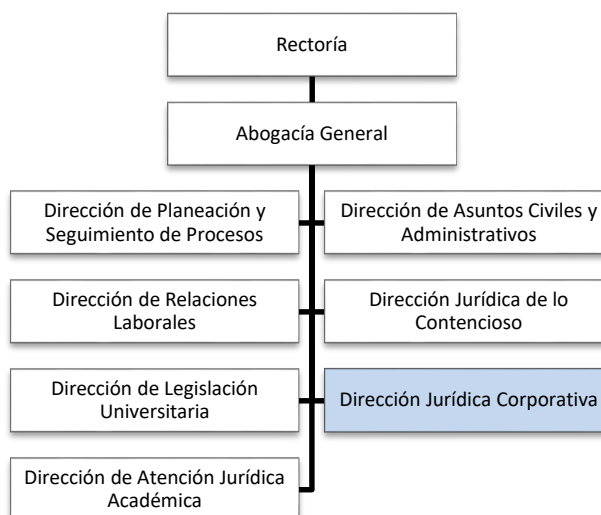 Rectoría
Abogacía General
Dirección de Planeación y
Seguimiento de Procesos
Dirección de Asuntos Civiles y
Administrativos
Dirección de Relaciones
Laborales
Dirección Jurídica de lo
Contencioso
Dirección de Legislación
Universitaria
Dirección Jurídica Corporativa
Dirección de Atención Jurídica
Académica